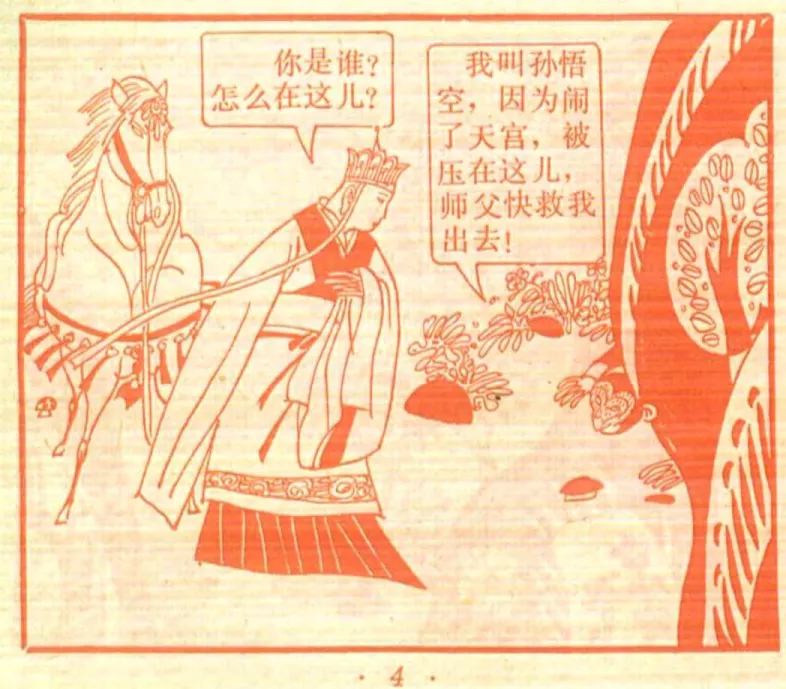 你是谁？
怎么在这儿？
我叫孙悟
空，因为闹
了天宫，被
压在这儿，
师父快救我
出去！
· 4 ·